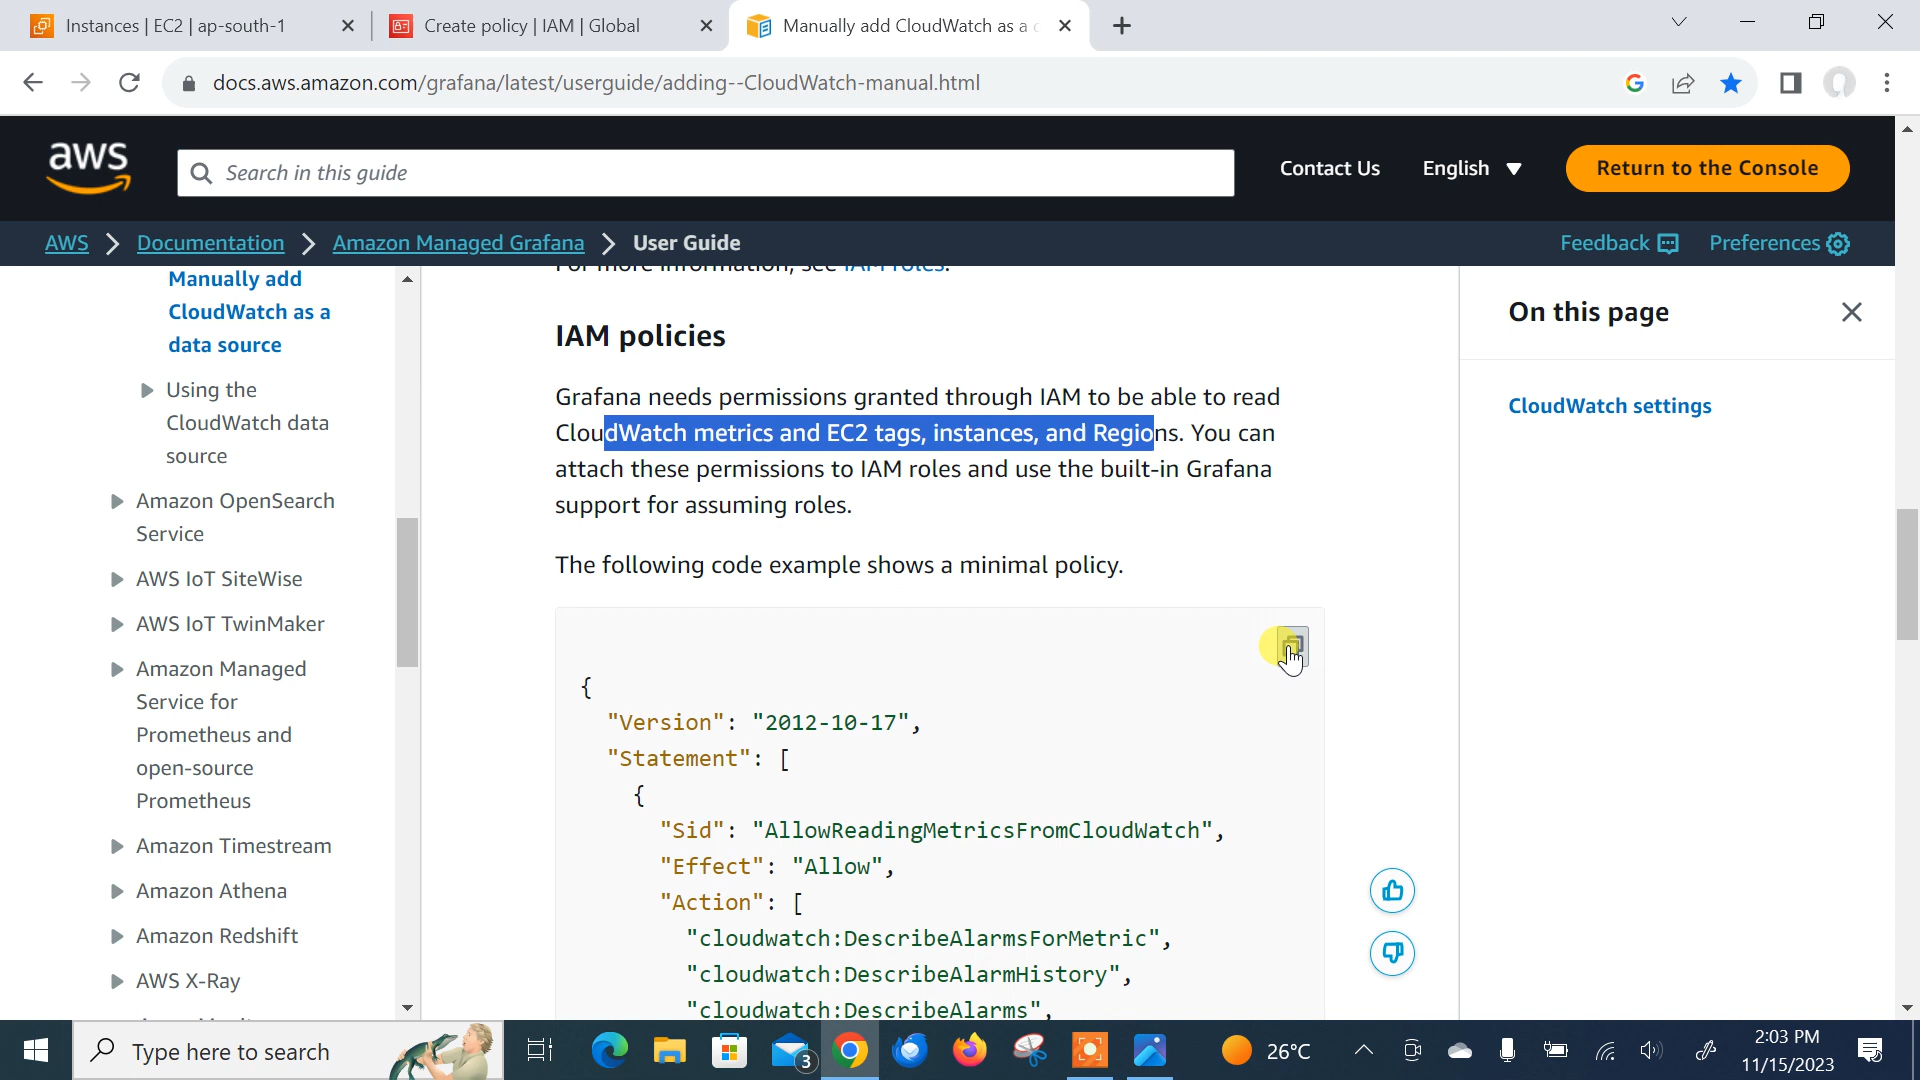 Instances | EC2 | ap-south-1
Create policy | IAM | Global
Manually add CloudWatch as a
docs.aws.amazon.com/grafana/latest/userguide/adding--CloudWatch-manual.html
aws
Search in this guide
Contact Us
English
Return to the Console
AWS
Documentation
Amazon Managed Grafana
User Guide
Feedback
Preferences
Manually add
CloudWatch as a
data source
Using the
CloudWatch data
source
Amazon OpenSearch
Service
AWS IoT SiteWise
AWS IoT TwinMaker
Amazon Managed
Service for
Prometheus and
open-source
Prometheus
Amazon Timestream
Amazon Athena
Amazon Redshift
AWS X-Ray
For more information, see IAM roles.
IAM policies
Grafana needs permissions granted through IAM to be able to read
CloudWatch metrics and EC2 tags, instances, and Regions. You can
attach these permissions to IAM roles and use the built-in Grafana
support for assuming roles.
The following code example shows a minimal policy.
{
"Version": "2012-10-17",
"Statement": [
{
"Sid": "AllowReadingMetricsFromCloudWatch",
"Effect": "Allow",
"Action": [
"cloudwatch:DescribeAlarmsForMetric",
"cloudwatch:DescribeAlarmHistory",
"cloudwatch:DescribeAlarms",
On this page
CloudWatch settings
Type here to search
3
26°C
2:03 PM
11/15/2023